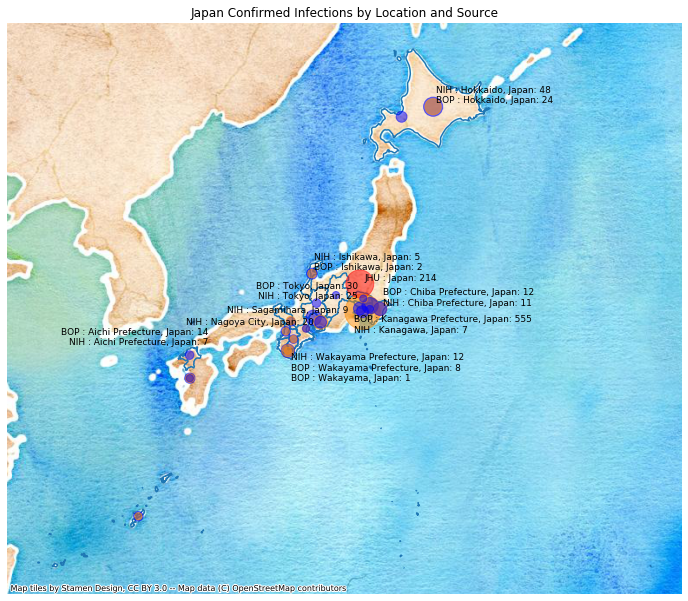 Japan Confirmed Infections by Location and Source
NIH : Hokkaido, Japan: 48
BOP : Hokkaido, Japan: 24
NIH : Ishikawa, Japan: 5
BOP : Ishikawa, Japan: 2
JHU : Japan: 214
BOP : Tokyo, Japan: 30
NIH : Tokyo, Japan: 25
BOP : Chiba Prefecture, Japan: 12
NIH : Chiba Prefecture, Japan: 11
NIH : Sagamihara, Japan: 9
BOP : Kanagawa Prefecture, Japan: 555
NIH : Nagoya City, Japan: 20
NIH : Kanagawa, Japan: 7
BOP : Aichi Prefecture, Japan: 14
NIH : Aichi Prefecture, Japan: 7
NIH : Wakayama Prefecture, Japan: 12
BOP : Wakayama Prefecture, Japan: 8
BOP : Wakayama, Japan: 1
Map tiles by Stamen Design, CC BY 3.0 -- Map data (C) OpenStreetMap contributors